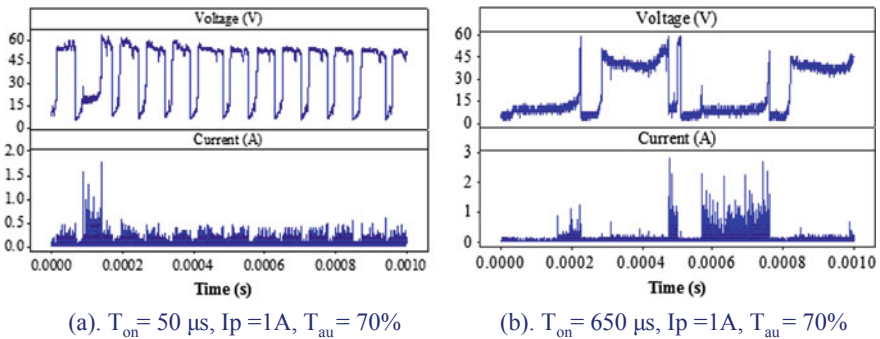 Voltage (V)
60
45
30
15
0
Current (A)
2.0
1.5
1.0
0.5
0.0
0.0000 0.0002 0.0004 0.0006 0.0008 0.0010
Time (s)
(a). Ton= 50 μs, Ip =1A, Tau= 70%
Voltage (V)
60
45
30
15
0
Current (A)
3
2
1
0
0.0000 0.0002 0.0004 0.0006 0.0008 0.0010
Time (s)
(b). Ton= 650 μs, Ip =1A, Tau= 70%